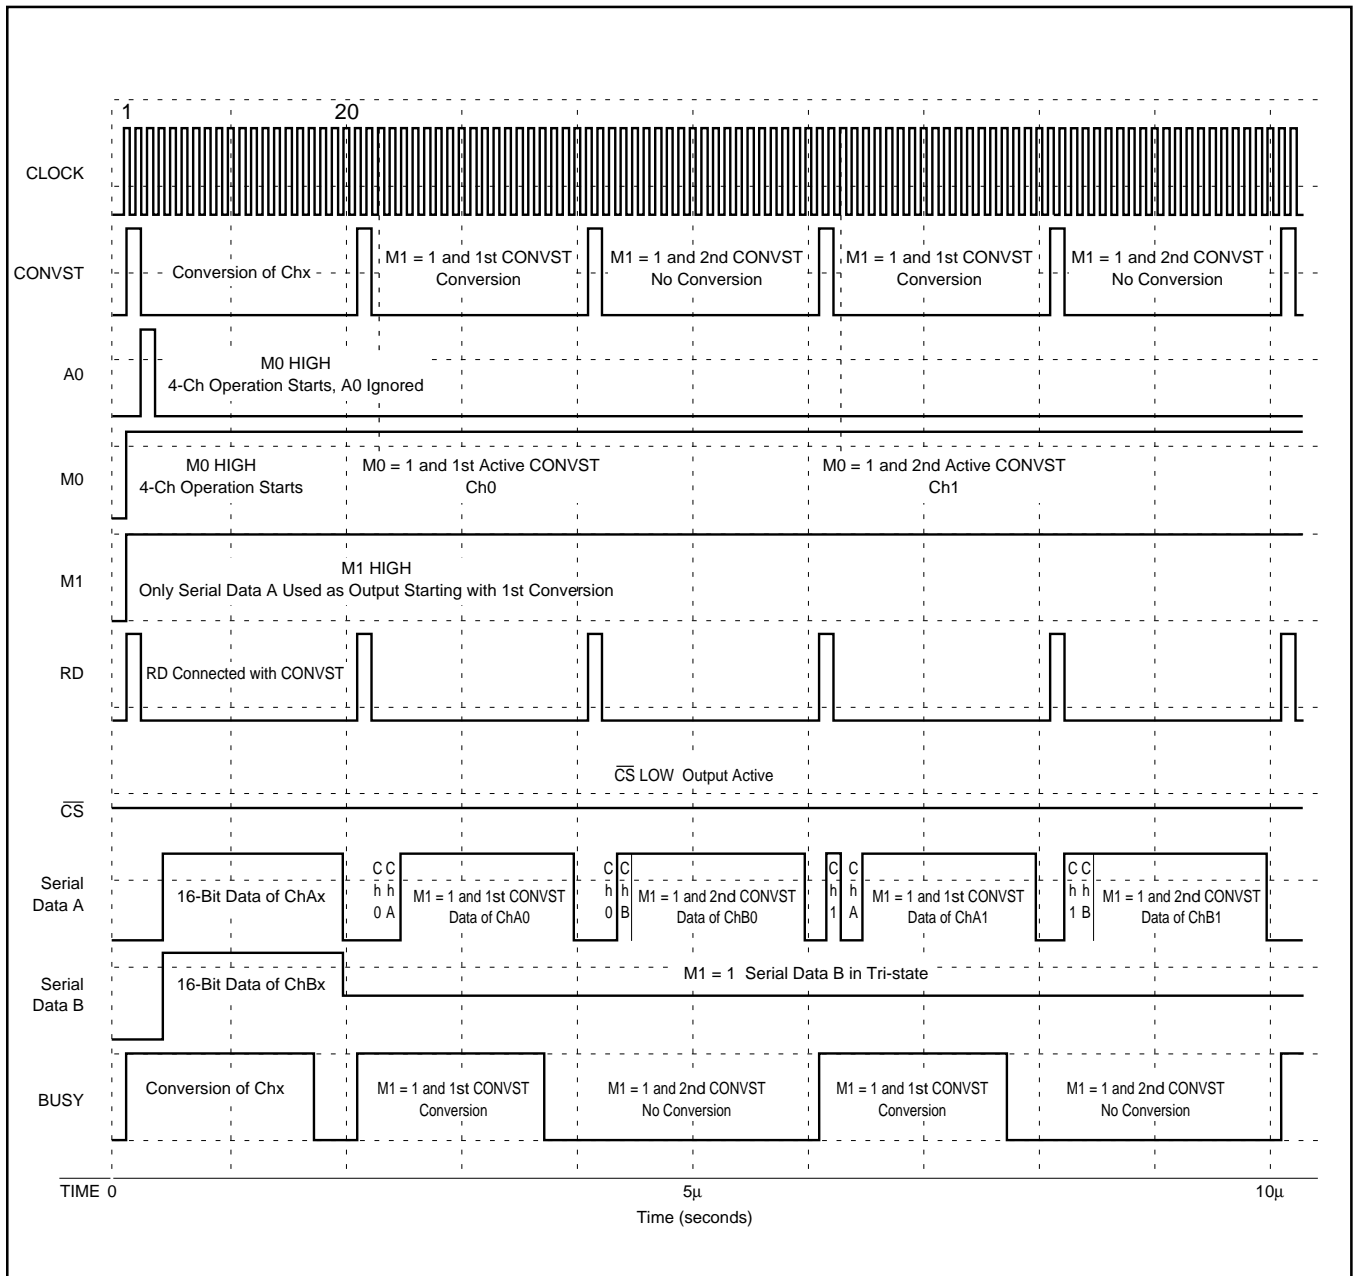 1
20
CLOCK
CONVST
Conversion of Chx
M1 = 1 and 1st CONVST
Conversion
M1 = 1 and 2nd CONVST
No Conversion
M1 = 1 and 1st CONVST
Conversion
M1 = 1 and 2nd CONVST
No Conversion
A0
M0 HIGH
4-Ch Operation Starts, A0 Ignored
M0
M0 HIGH
4-Ch Operation Starts
M0 = 1 and 1st Active CONVST
Ch0
M0 = 1 and 2nd Active CONVST
Ch1
M1
M1 HIGH
Only Serial Data A Used as Output Starting with 1st Conversion
RD
RD Connected with CONVST
CS
CS LOW Output Active
Serial
Data A
16-Bit Data of ChAx
Ch0
ChA
M1 = 1 and 1st CONVST
Data of ChA0
Ch0
ChB
M1 = 1 and 2nd CONVST
Data of ChB0
Ch1
ChA
M1 = 1 and 1st CONVST
Data of ChA1
Ch1
ChB
M1 = 1 and 2nd CONVST
Data of ChB1
Serial
Data B
16-Bit Data of ChBx
M1 = 1 Serial Data B in Tri-state
BUSY
Conversion of Chx
M1 = 1 and 1st CONVST
Conversion
M1 = 1 and 2nd CONVST
No Conversion
M1 = 1 and 1st CONVST
Conversion
M1 = 1 and 2nd CONVST
No Conversion
TIME 0
5μ
10μ
Time (seconds)